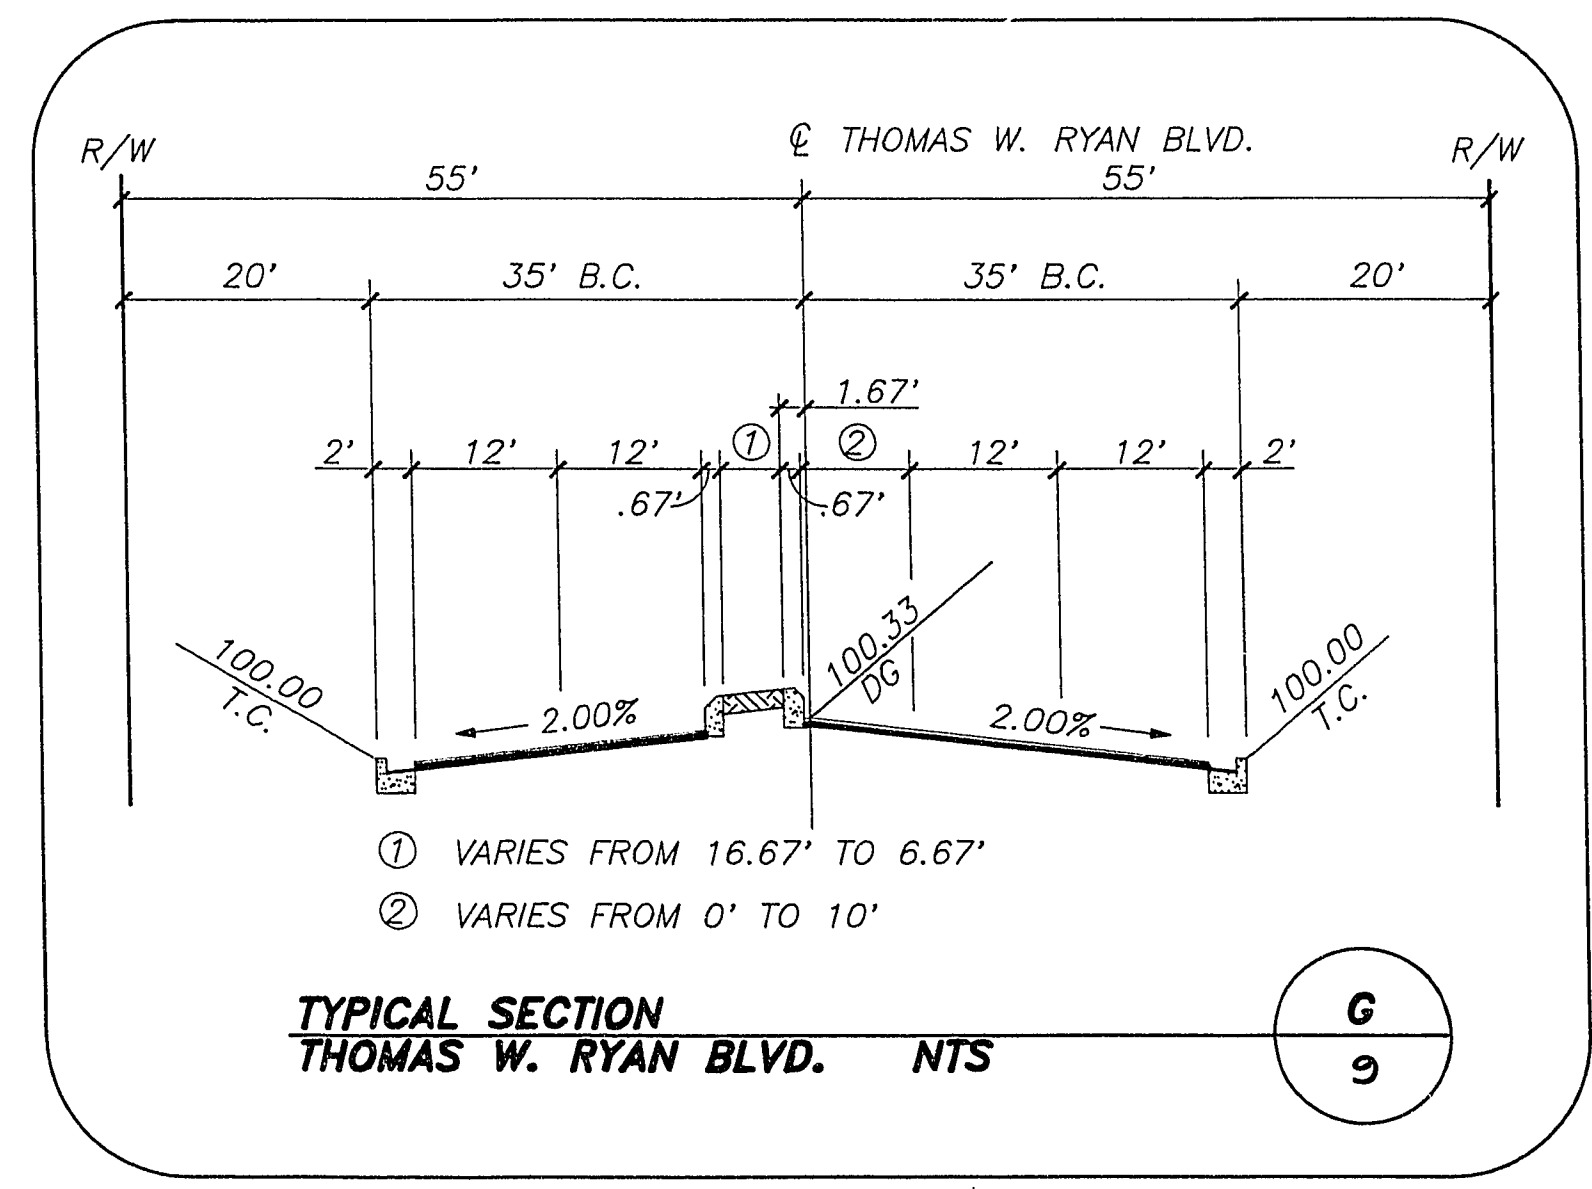 ℄ THOMAS W. RYAN BLVD.
R/W
R/W
55'
55'
20'
35' B.C.
35' B.C.
20'
1.67'
2'
12'
12'
①
②
12'
12'
2'
.67'
.67'
100.00
T.C.
2.00%
100.33
DG
2.00%
100.00
T.C.
① VARIES FROM 16.67' TO 6.67'
② VARIES FROM 0' TO 10'
TYPICAL SECTION
THOMAS W. RYAN BLVD. NTS
G
9